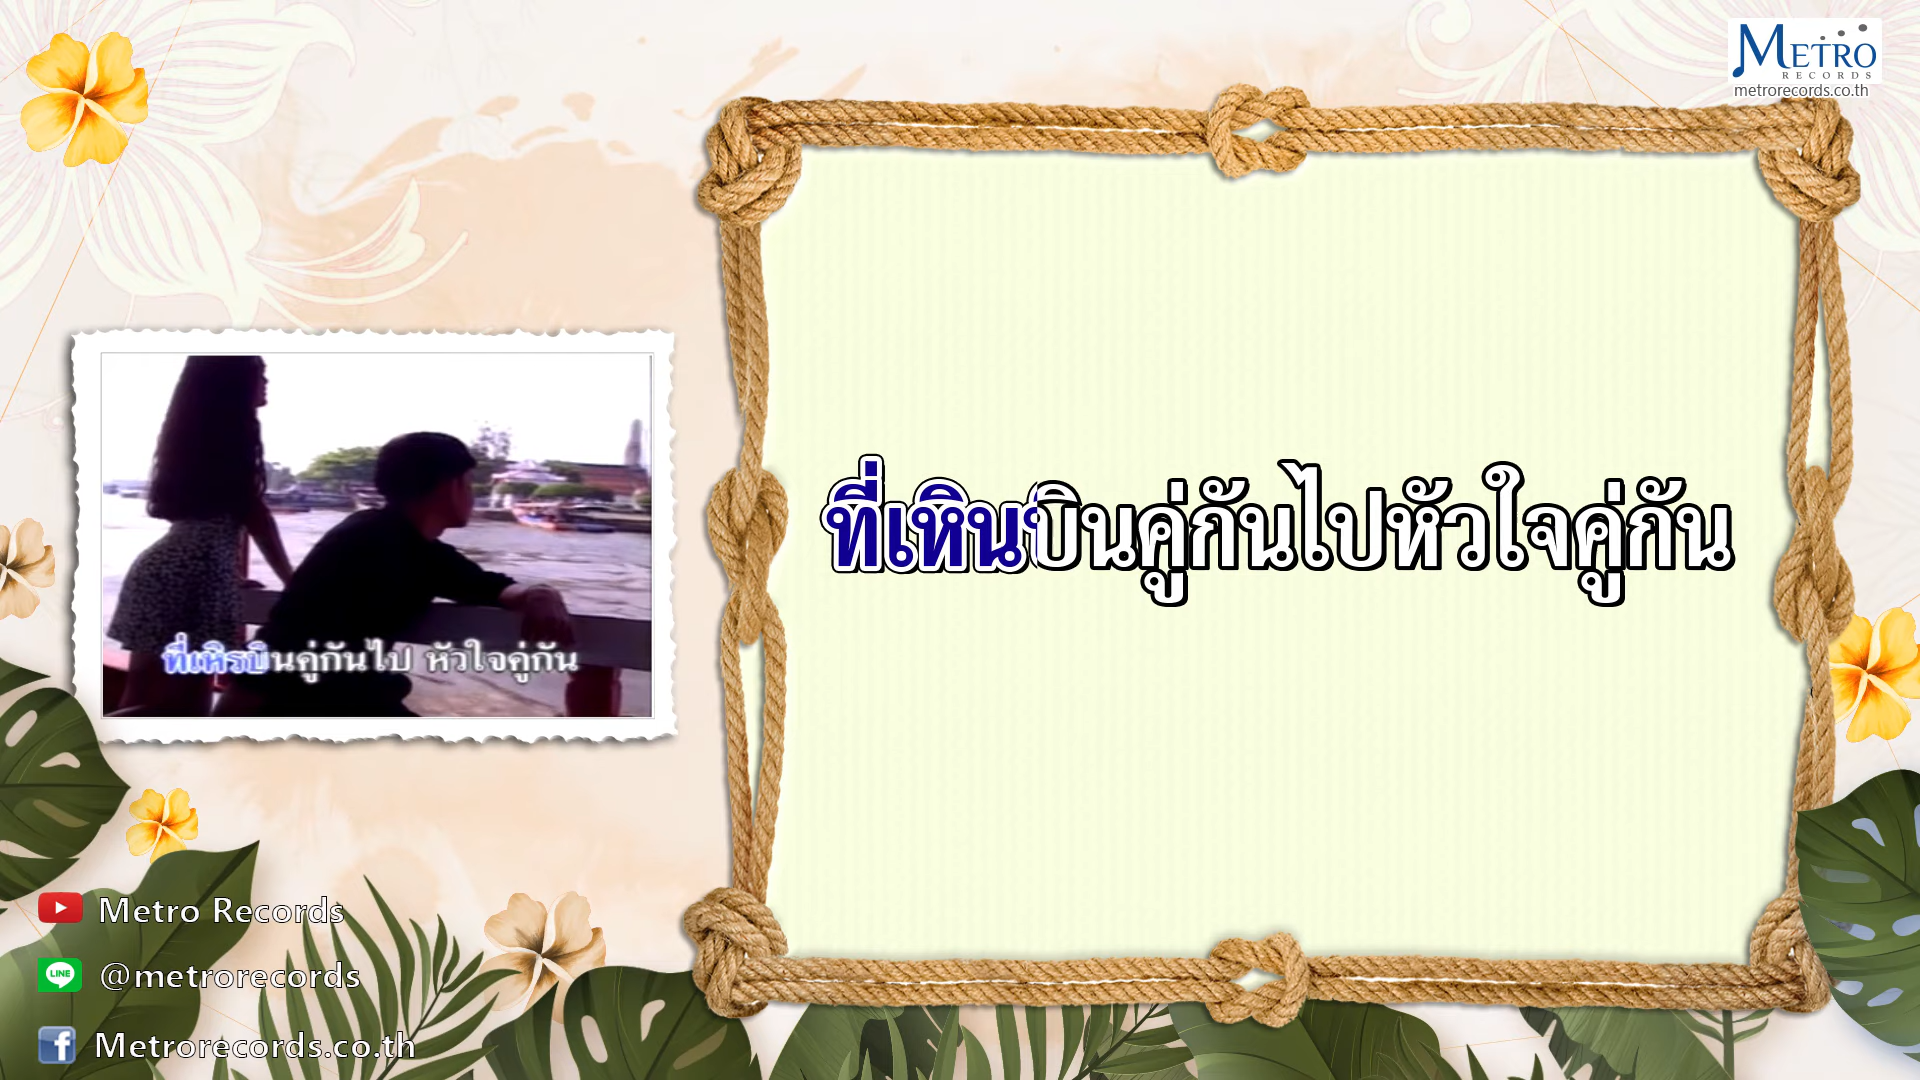 METRO
RECORDS
metrorecords.co.th
ที่เหินบินคู่กันไปหัวใจคู่กัน
ที่เหิรบินคู่กันไป หัวใจคู่กัน
Metro Records
LINE @metrorecords
f Metrorecords.co.th